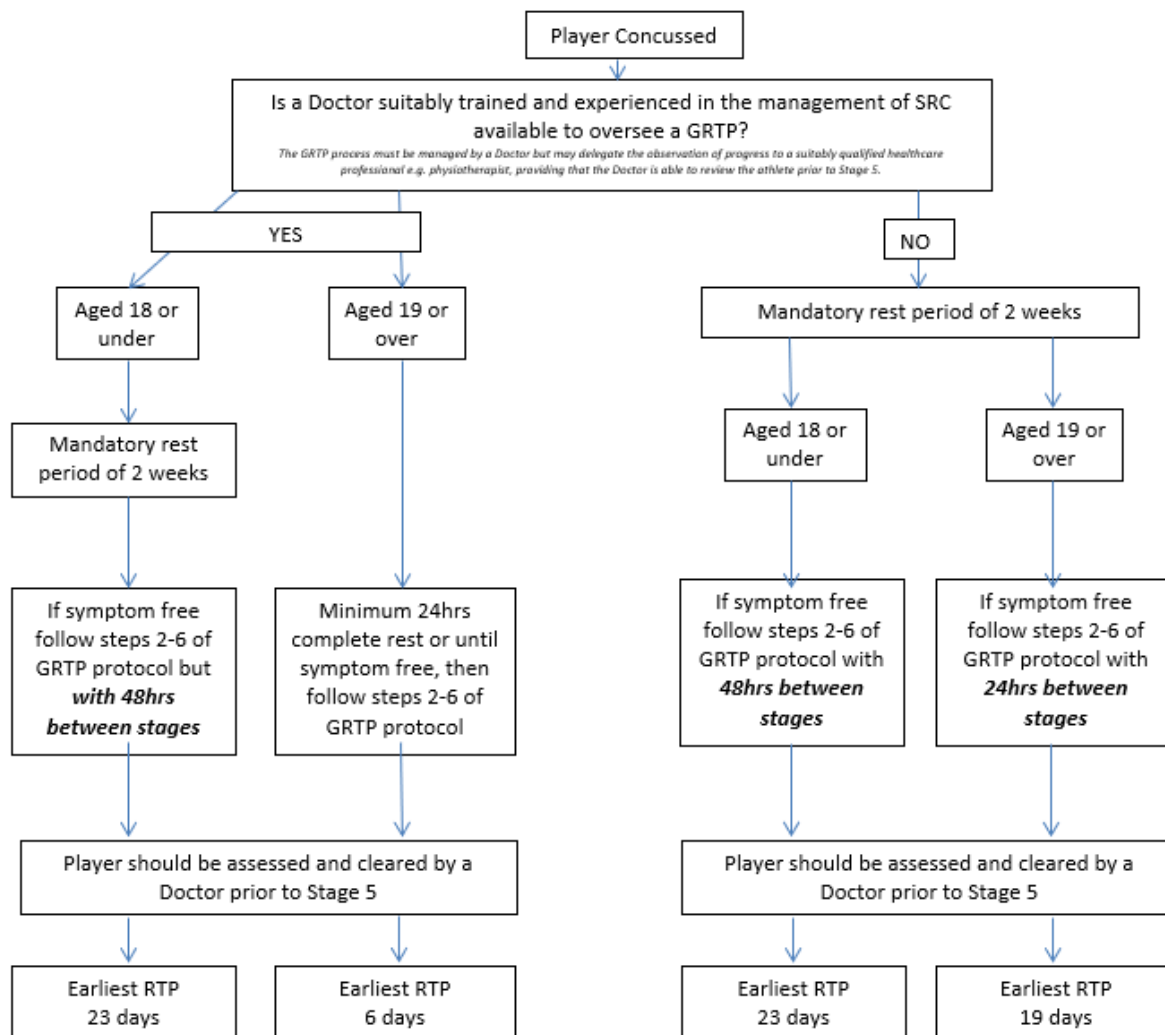 Player Concussed
Is a Doctor suitably trained and experienced in the management of SRC
available to oversee a GRTP?
The GRTP process must be managed by a Doctor but may delegate the observation of progress to a suitably qualified healthcare
professional e.g. physiotherapist, providing that the Doctor is able to review the athlete prior to Stage 5.
YES
NO
Aged 18 or
under
Aged 19 or
over
Mandatory rest period of 2 weeks
Mandatory rest
period of 2 weeks
Aged 18 or
under
Aged 19 or
over
If symptom free
follow steps 2-6 of
GRTP protocol but
with 48hrs
between stages
Minimum 24hrs
complete rest or until
symptom free, then
follow steps 2-6 of
GRTP protocol
If symptom free
follow steps 2-6 of
GRTP protocol with
48hrs between
stages
If symptom free
follow steps 2-6 of
GRTP protocol with
24hrs between
stages
Player should be assessed and cleared by a
Doctor prior to Stage 5
Player should be assessed and cleared by a
Doctor prior to Stage 5
Earliest RTP
23 days
Earliest RTP
6 days
Earliest RTP
23 days
Earliest RTP
19 days